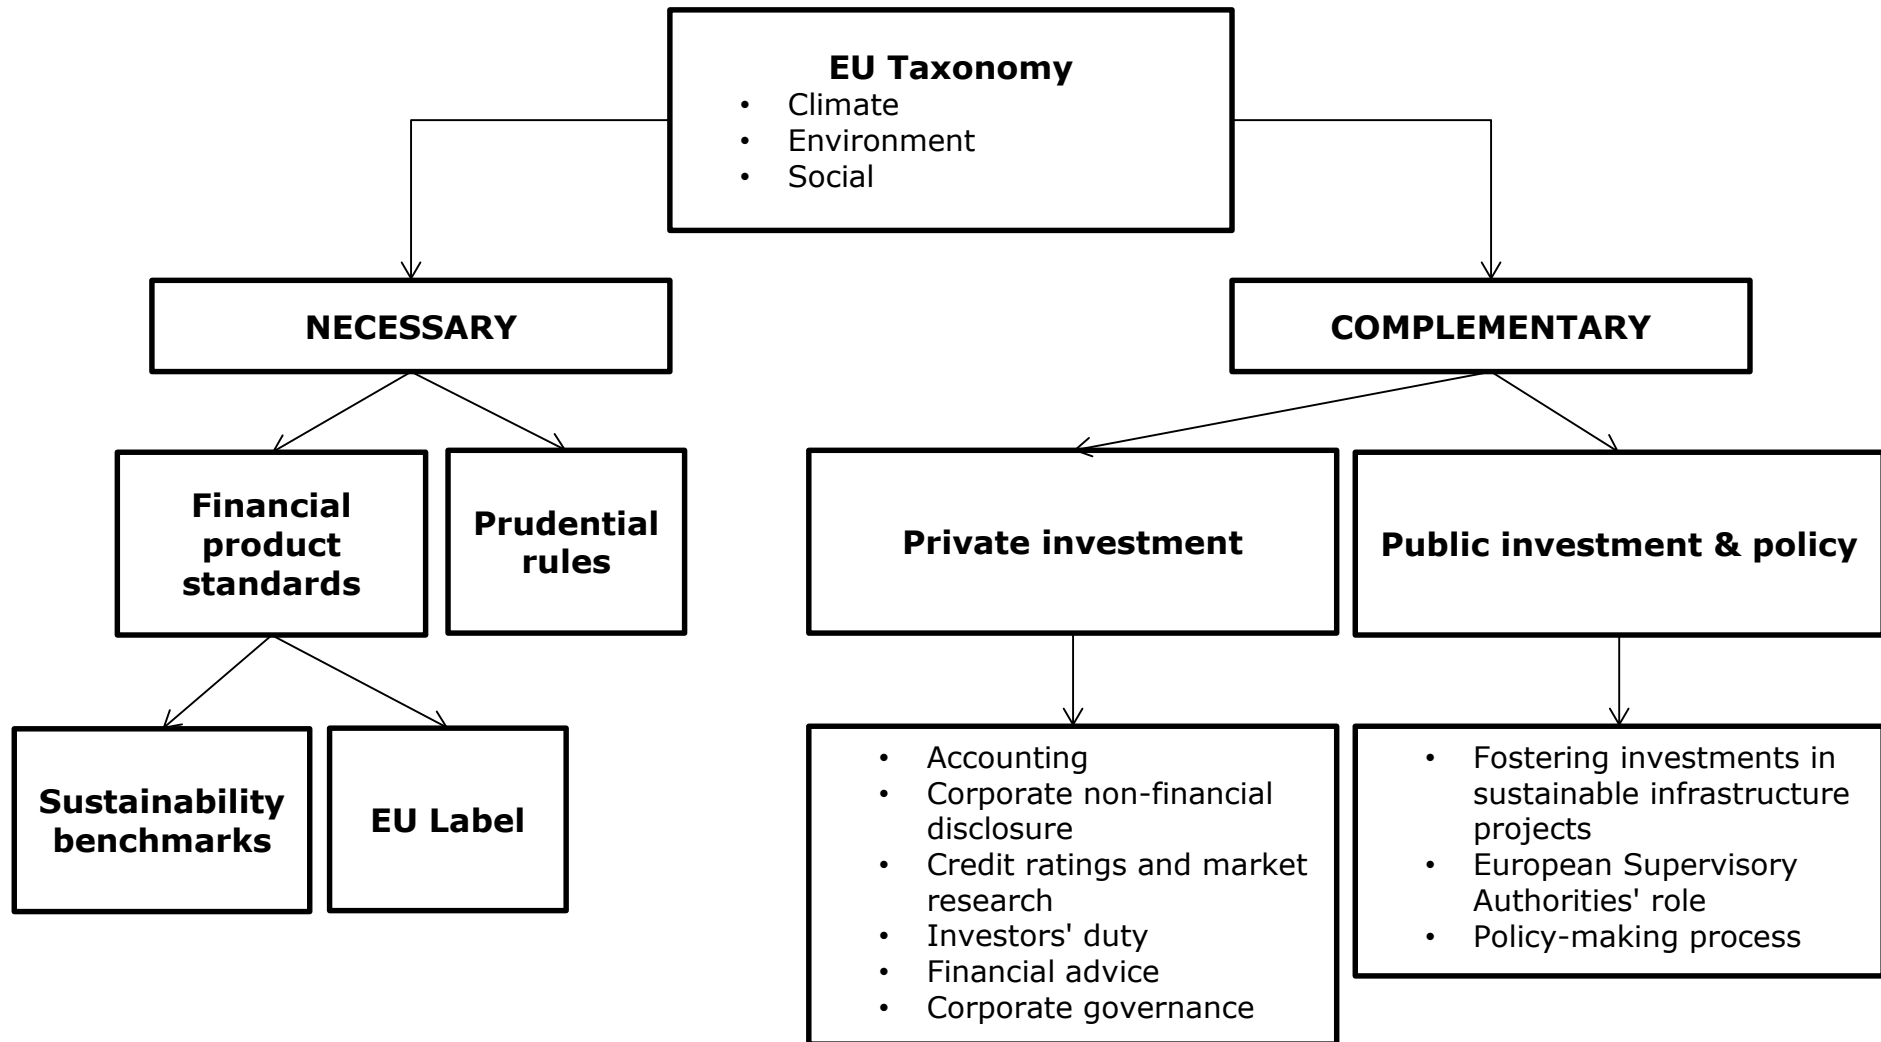 EU Taxonomy
• Climate
• Environment
• Social
NECESSARY
COMPLEMENTARY
Financial
product
standards
Prudential
rules
Private investment
Public investment & policy
Sustainability
benchmarks
EU Label
• Accounting
• Corporate non-financial
disclosure
• Credit ratings and market
research
• Investors' duty
• Financial advice
• Corporate governance
• Fostering investments in
sustainable infrastructure
projects
• European Supervisory
Authorities' role
• Policy-making process